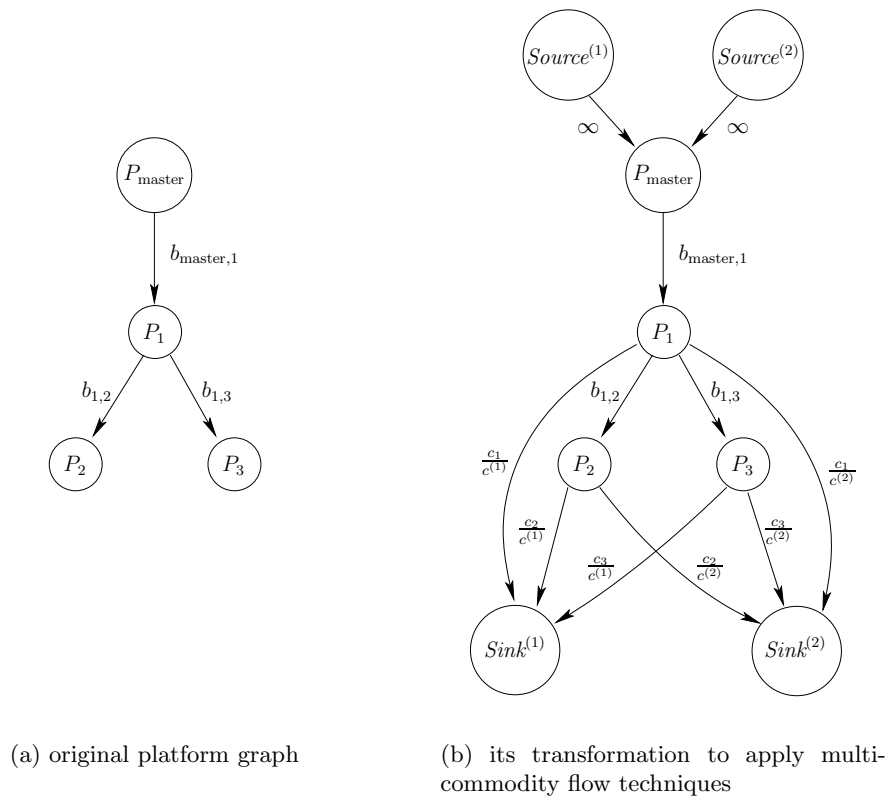 Source^(1) Source^(2)
∞ ∞
P_master P_master
b_master,1 b_master,1
P_1 P_1
b_1,2 b_1,3 b_1,2 b_1,3
P_2 P_3 c_1/c^(1) P_2 P_3 c_1/c^(2)
c_2/c^(1) c_3/c^(1) c_2/c^(2) c_3/c^(2)
Sink^(1) Sink^(2)
(a) original platform graph
(b) its transformation to apply multi-
commodity flow techniques